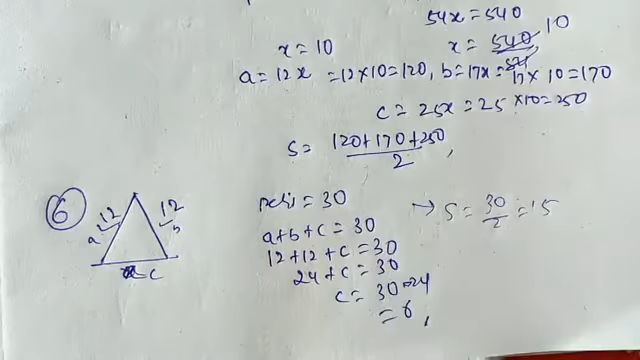 54x = 540
x = 10
x = 540 10
a = 12x = 12×10 = 120, b = 17x = 17×10 = 170
c = 25x = 25×10 = 250
s = 120+170+250
2,
6
12
12
a
b
c
peri = 30
a+b+c = 30
12+12+c = 30
24+c = 30
c = 30-24
= 6,
→ s = 30/2 = 15